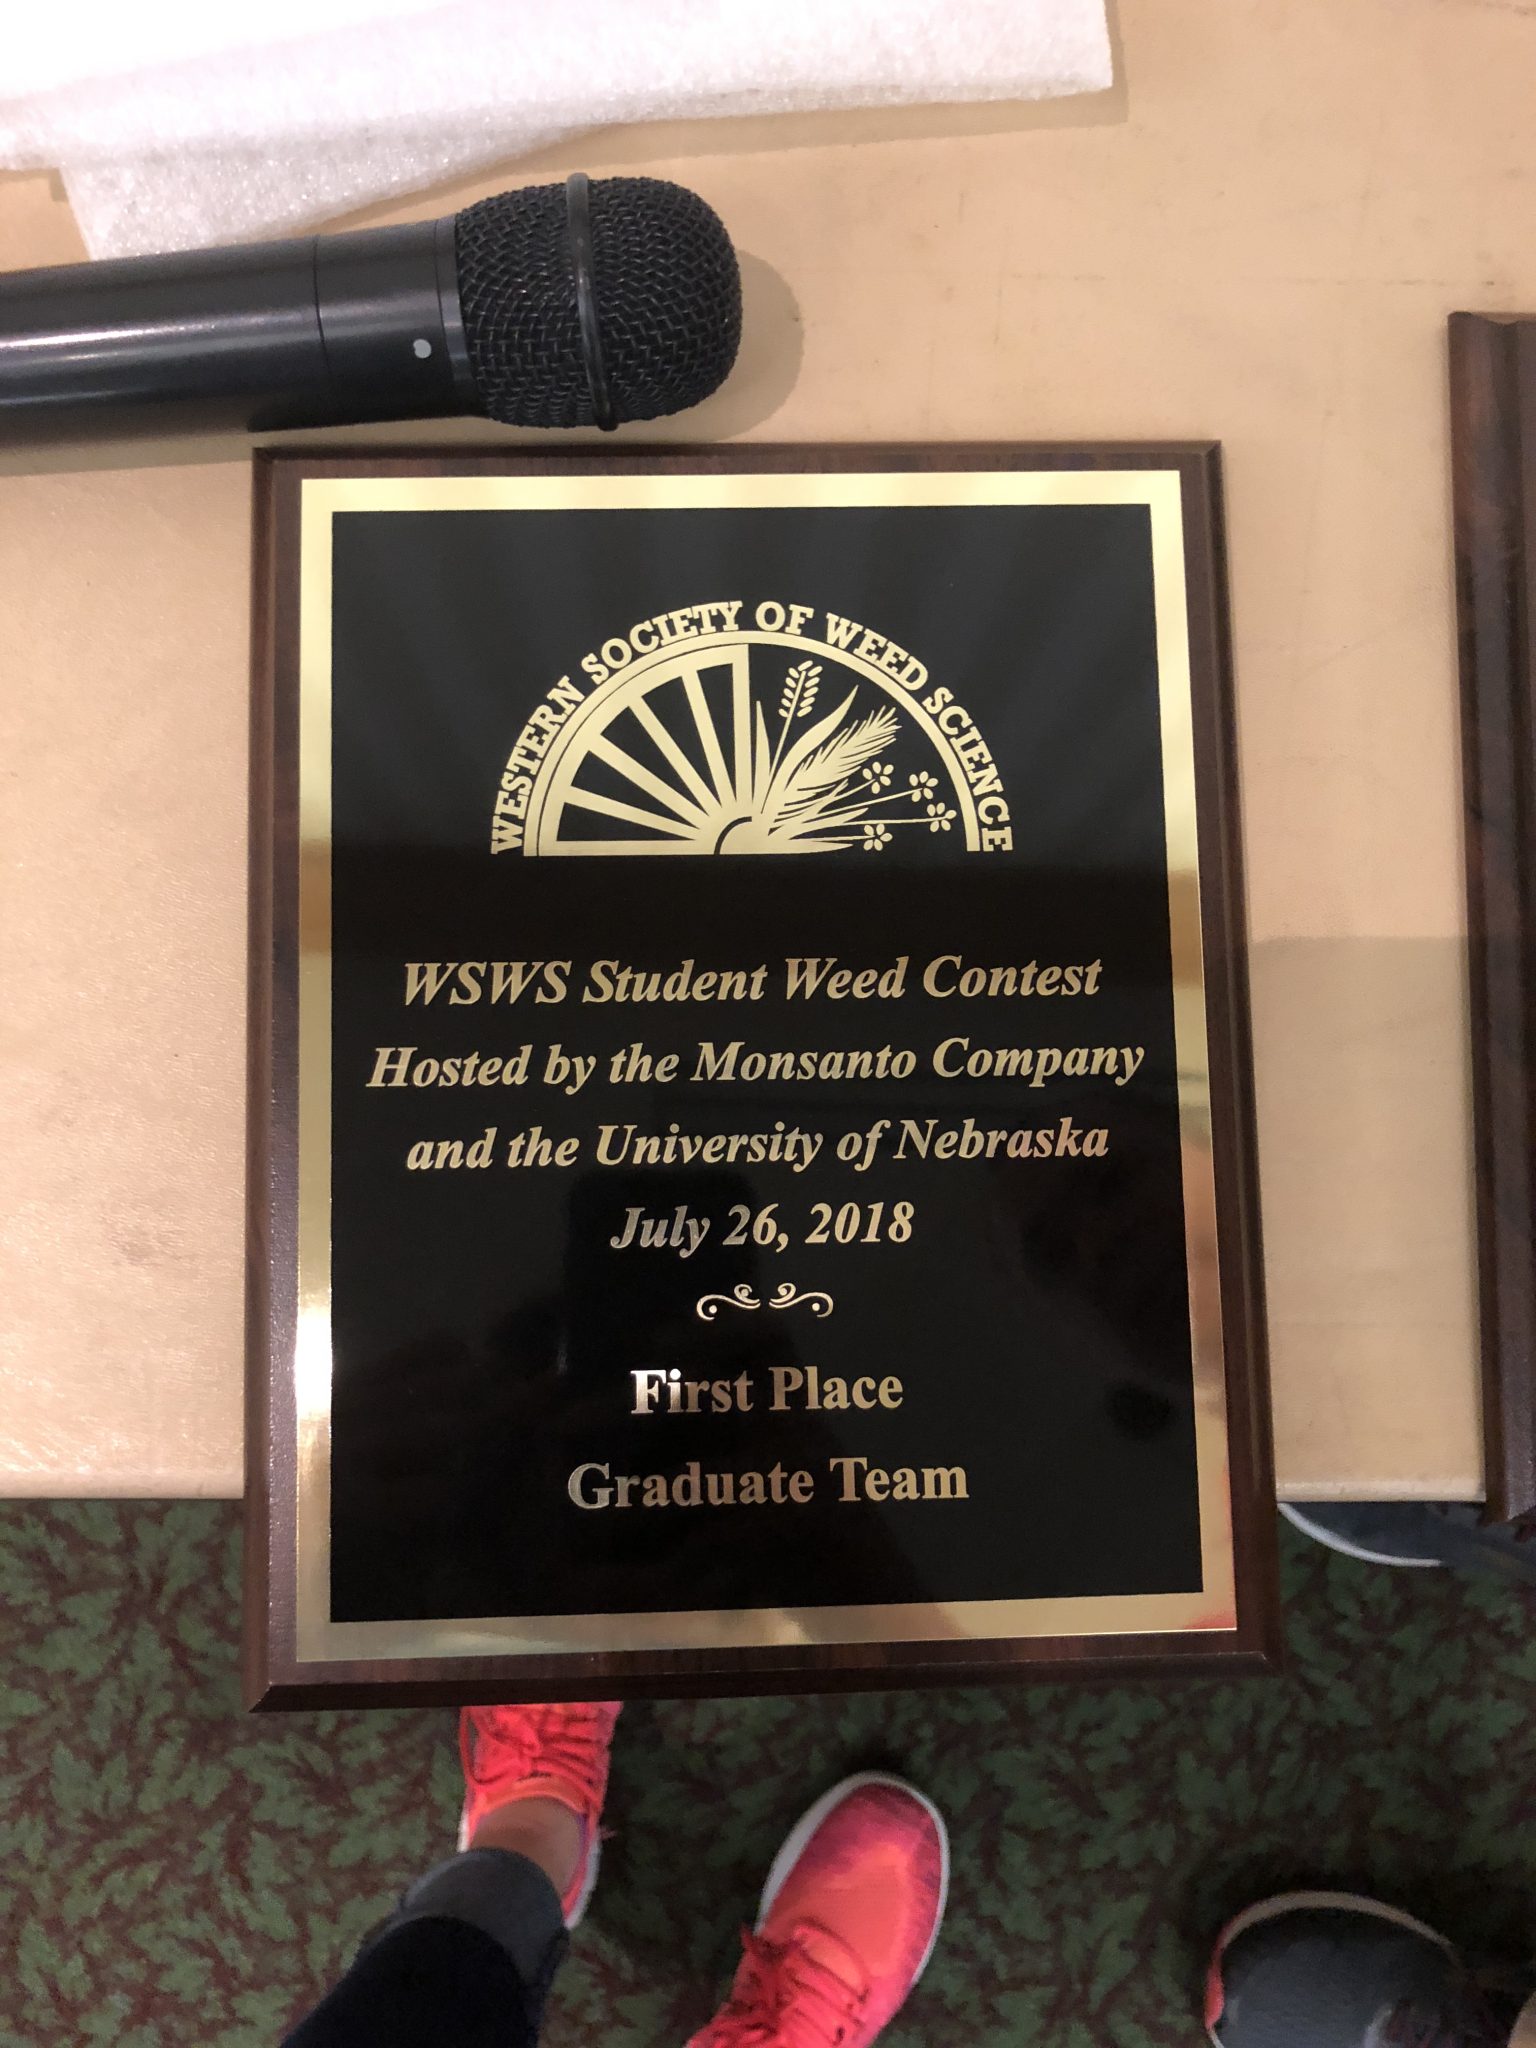 WESTERN SOCIETY OF WEED SCIENCE
WSWS Student Weed Contest
Hosted by the Monsanto Company
and the University of Nebraska
July 26, 2018
First Place
Graduate Team